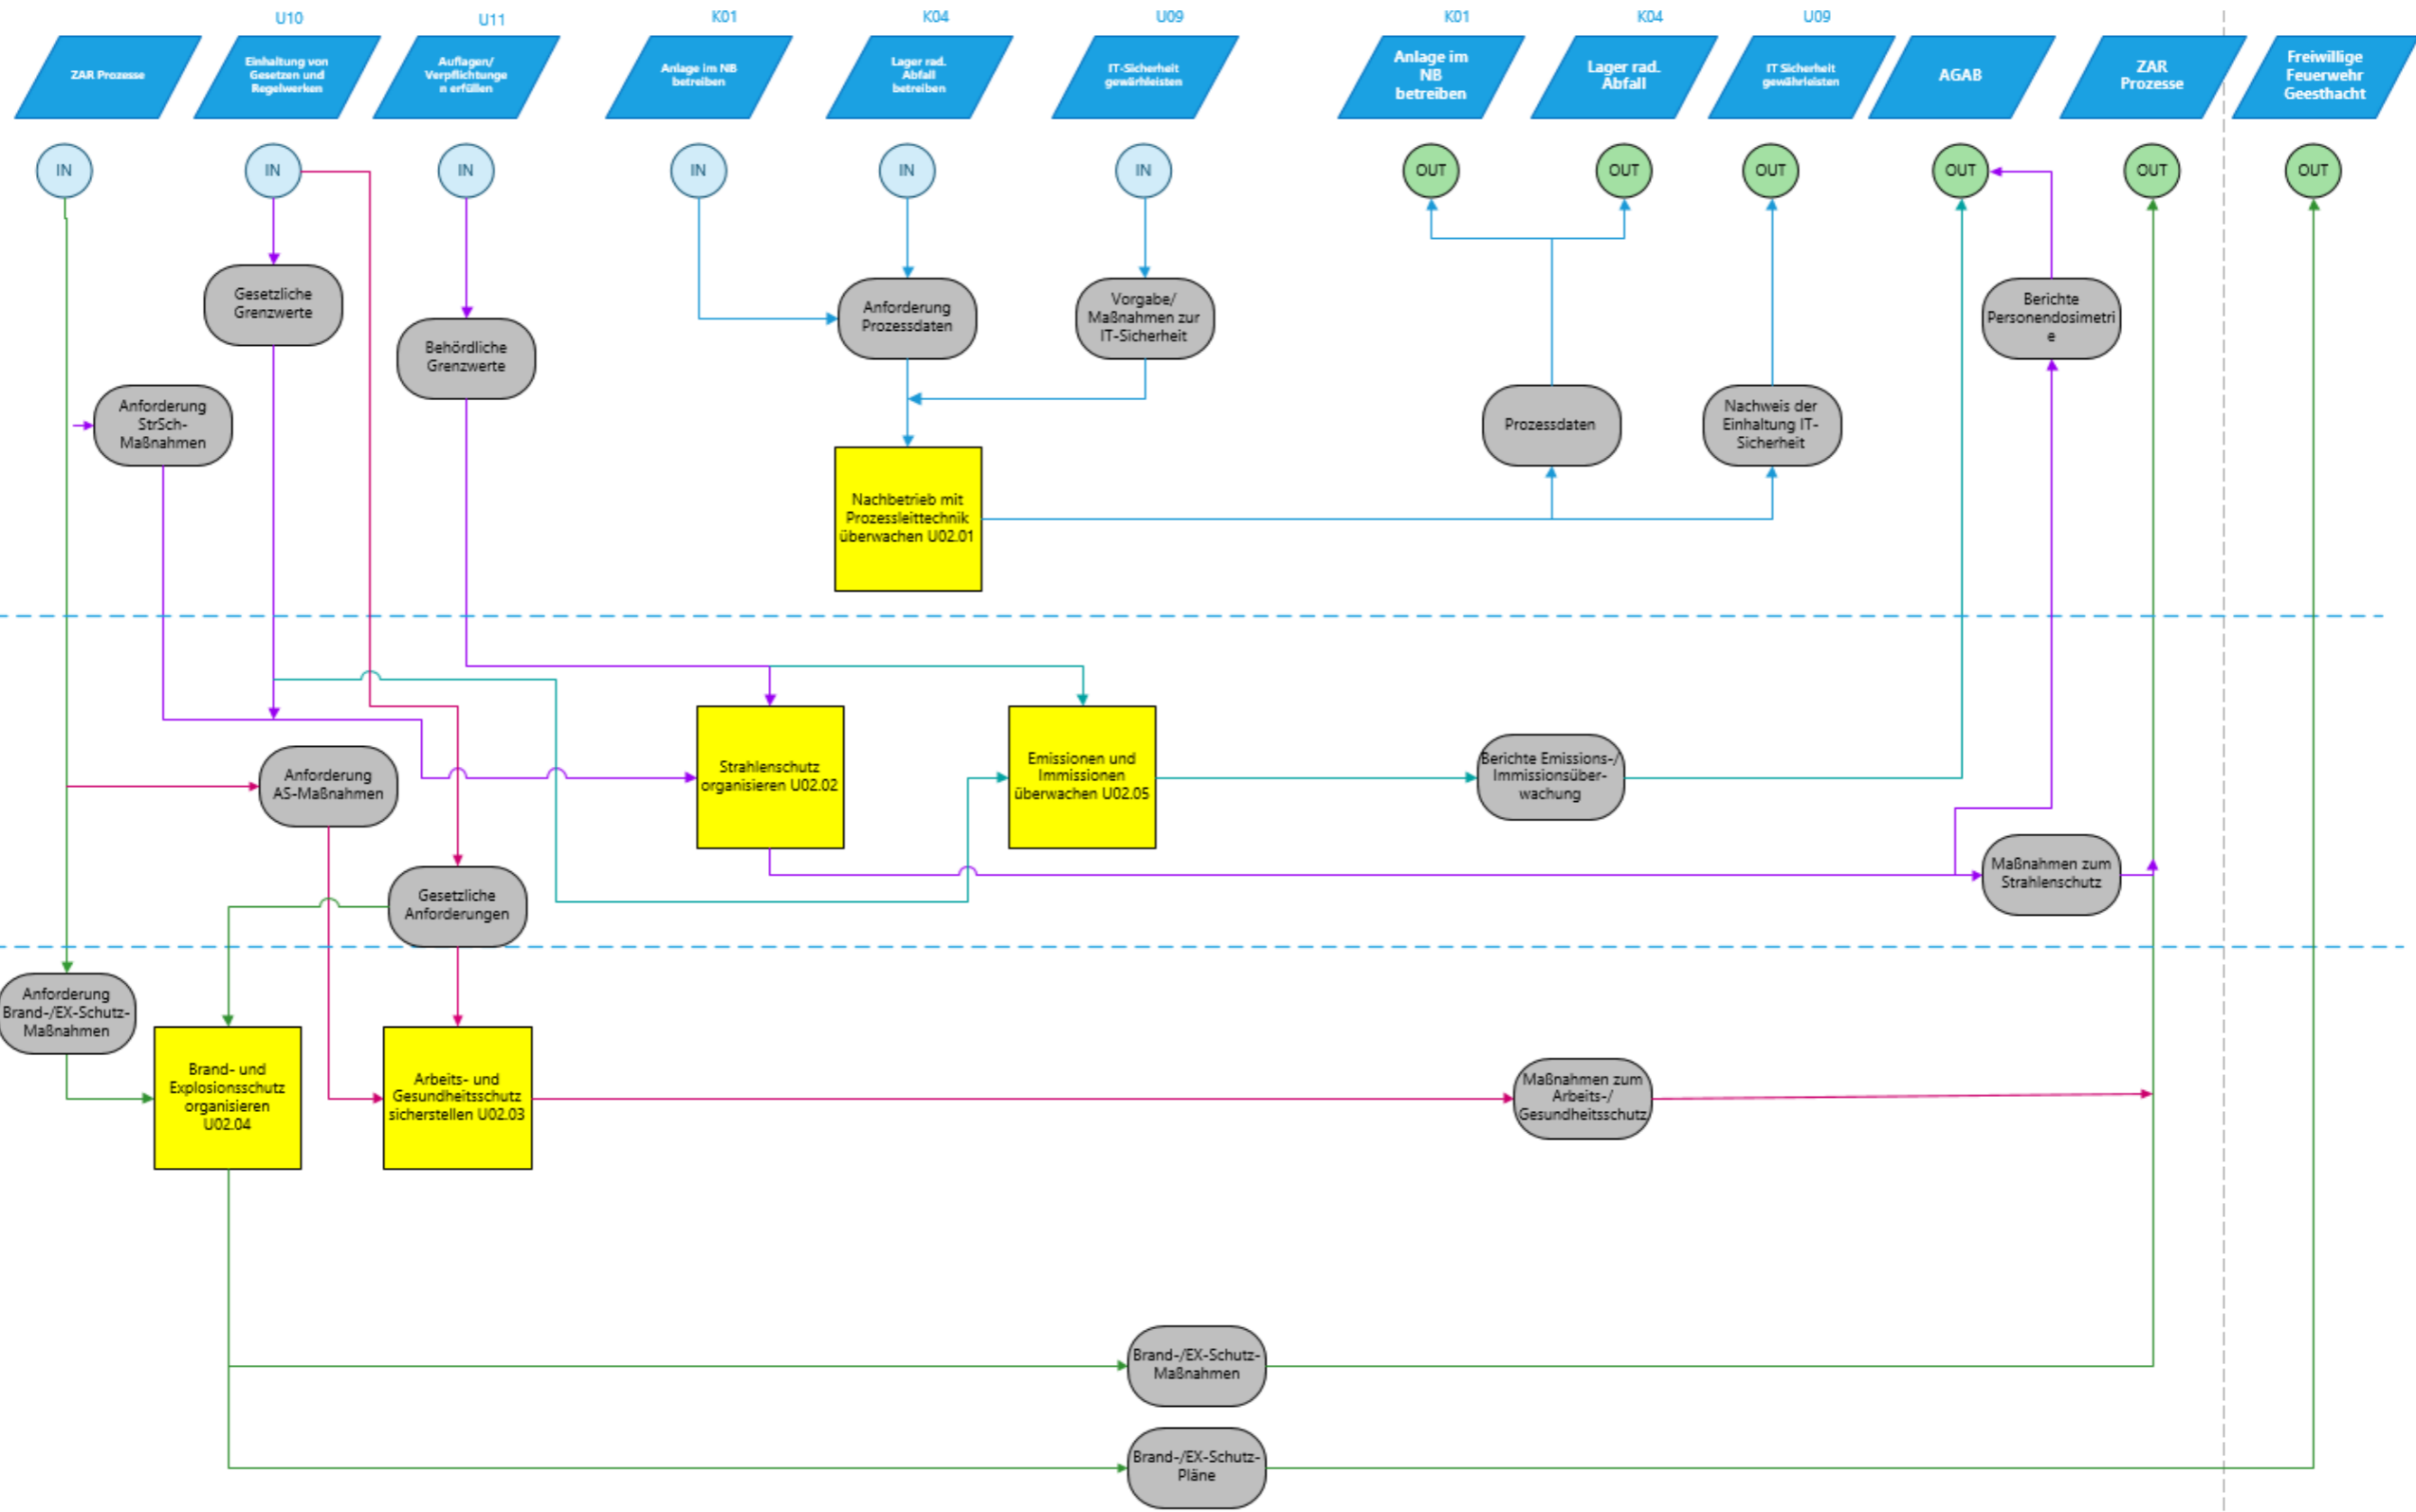 U10
U11
K01
K04
U09
K01
K04
U09
ZAR Prozesse
Einhaltung von
Gesetzen und
Regelwerken
Auflagen/
Verpflichtunge
n erfüllen
Anlage im NB
betreiben
Lager rad.
Abfall
betreiben
IT-Sicherheit
gewährleisten
Anlage im
NB
betreiben
Lager rad.
Abfall
IT Sicherheit
gewährleisten
AGAB
ZAR
Prozesse
Freiwillige
Feuerwehr
Geesthacht
IN
IN
IN
IN
IN
IN
OUT
OUT
OUT
OUT
OUT
OUT
Gesetzliche
Grenzwerte
Behördliche
Grenzwerte
Anforderung
Prozessdaten
Vorgabe/
Maßnahmen zur
IT-Sicherheit
Berichte
Personendosimetri
e
Anforderung
StrSch-
Maßnahmen
Prozessdaten
Nachweis der
Einhaltung IT-
Sicherheit
Nachbetrieb mit
Prozessleittechnik
überwachen U02.01
Anforderung
AS-Maßnahmen
Strahlenschutz
organisieren U02.02
Emissionen und
Immissionen
überwachen U02.05
Berichte Emissions-/
Immissionsüber-
wachung
Gesetzliche
Anforderungen
Maßnahmen zum
Strahlenschutz
Anforderung
Brand-/EX-Schutz-
Maßnahmen
Brand- und
Explosionsschutz
organisieren
U02.04
Arbeits- und
Gesundheitsschutz
sicherstellen U02.03
Maßnahmen zum
Arbeits-/
Gesundheitsschutz
Brand-/EX-Schutz-
Maßnahmen
Brand-/EX-Schutz-
Pläne